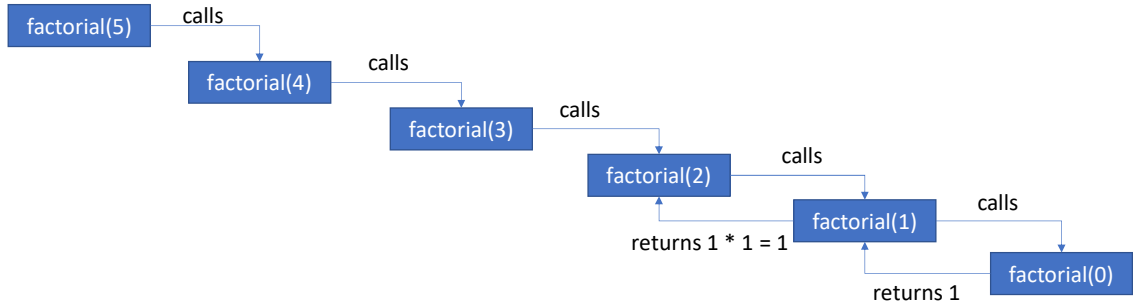 factorial(5)
calls
factorial(4)
calls
factorial(3)
calls
factorial(2)
calls
factorial(1)
calls
returns 1 * 1 = 1
factorial(0)
returns 1